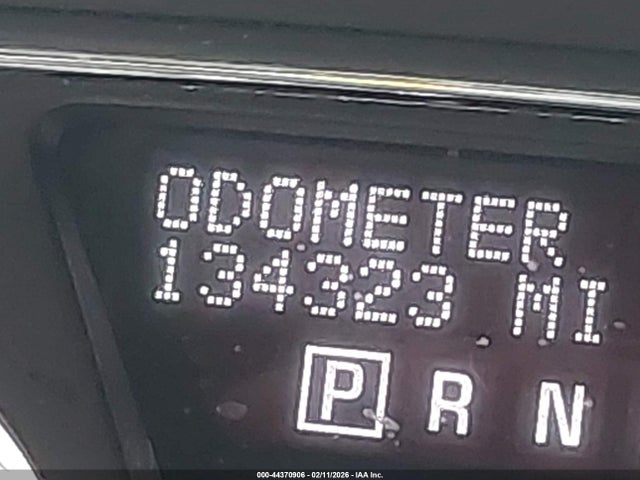 ODOMETER
134323 MI
P R N
000-44370906 - 02/11/2026 - IAA Inc.